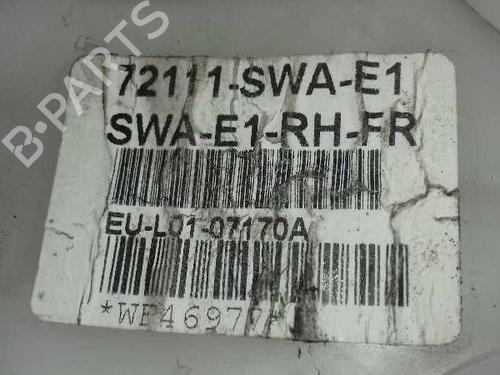 72111-SWA-E1
SWA-E1-RH-FR
EU-L01-07170A
B-PARTS